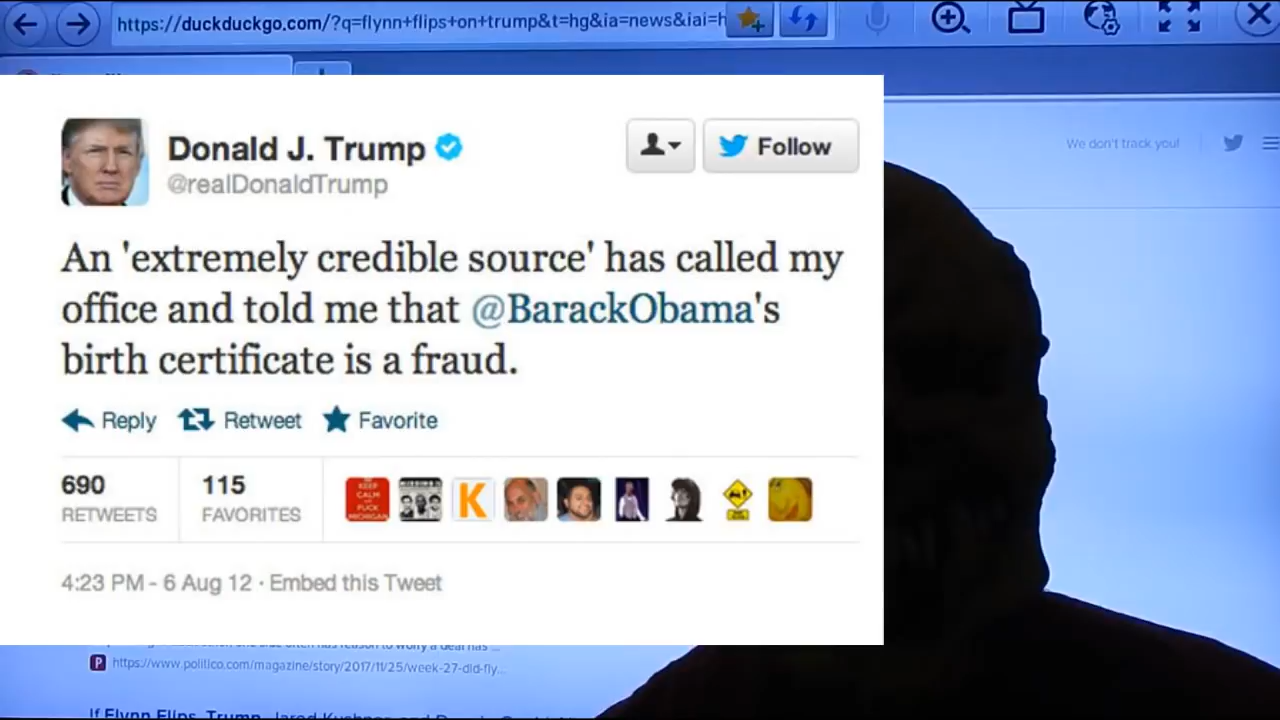 https://duckduckgo.com/?q=flynn+flips+on+trump&t=hg&ia=news&iai=h
We don't track you!
Donald J. Trump
@realDonaldTrump
Follow
An 'extremely credible source' has called my
office and told me that @BarackObama's
birth certificate is a fraud.
Reply Retweet Favorite
690 RETWEETS
115 FAVORITES
K
4:23 PM - 6 Aug 12 · Embed this Tweet
P https://www.politico.com/magazine/story/2017/11/25/week-27-did-fly...
If Flynn Flips, Trump, Jared Kushner and